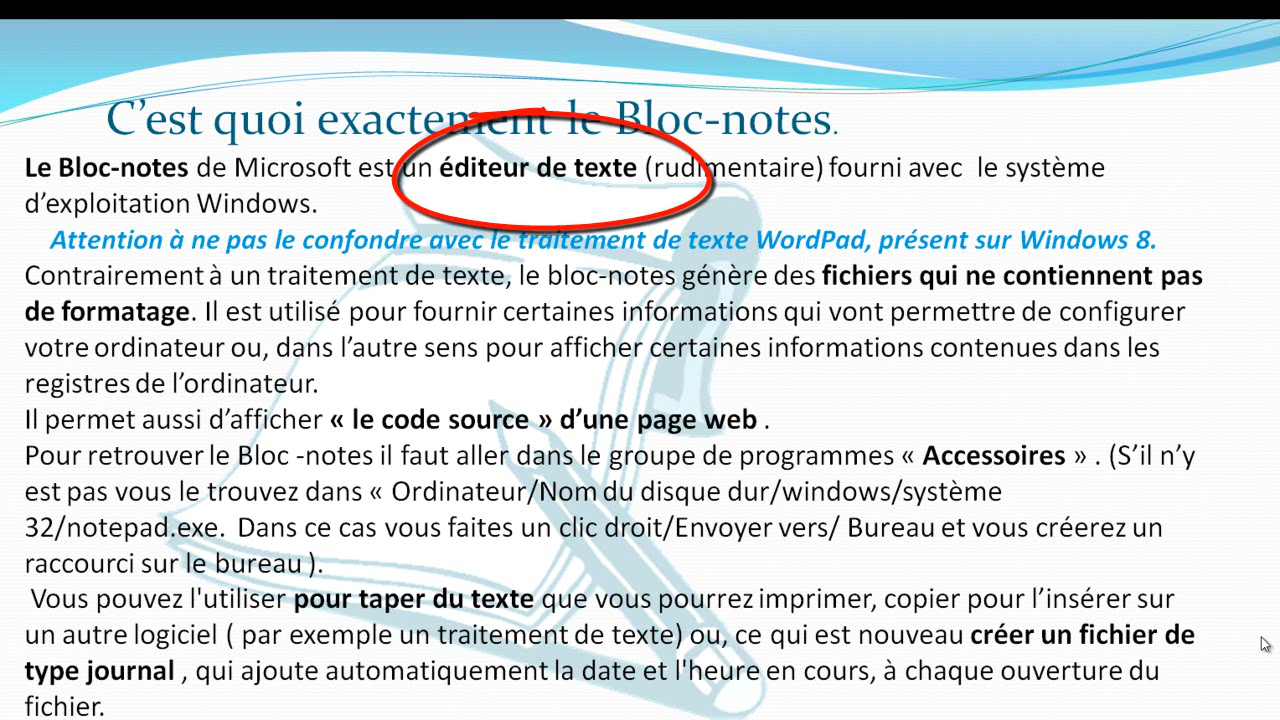 C’est quoi exactement le Bloc-notes.
Le Bloc-notes de Microsoft est un éditeur de texte (rudimentaire) fourni avec le système
d’exploitation Windows.
Attention à ne pas le confondre avec le traitement de texte WordPad, présent sur Windows 8.
Contrairement à un traitement de texte, le bloc-notes génère des fichiers qui ne contiennent pas
de formatage. Il est utilisé pour fournir certaines informations qui vont permettre de configurer
votre ordinateur ou, dans l’autre sens pour afficher certaines informations contenues dans les
registres de l’ordinateur.
Il permet aussi d’afficher « le code source » d’une page web .
Pour retrouver le Bloc -notes il faut aller dans le groupe de programmes « Accessoires » . (S’il n’y
est pas vous le trouvez dans « Ordinateur/Nom du disque dur/windows/système
32/notepad.exe. Dans ce cas vous faites un clic droit/Envoyer vers/ Bureau et vous créerez un
raccourci sur le bureau ).
Vous pouvez l'utiliser pour taper du texte que vous pourrez imprimer, copier pour l’insérer sur
un autre logiciel ( par exemple un traitement de texte) ou, ce qui est nouveau créer un fichier de
type journal , qui ajoute automatiquement la date et l'heure en cours, à chaque ouverture du
fichier.